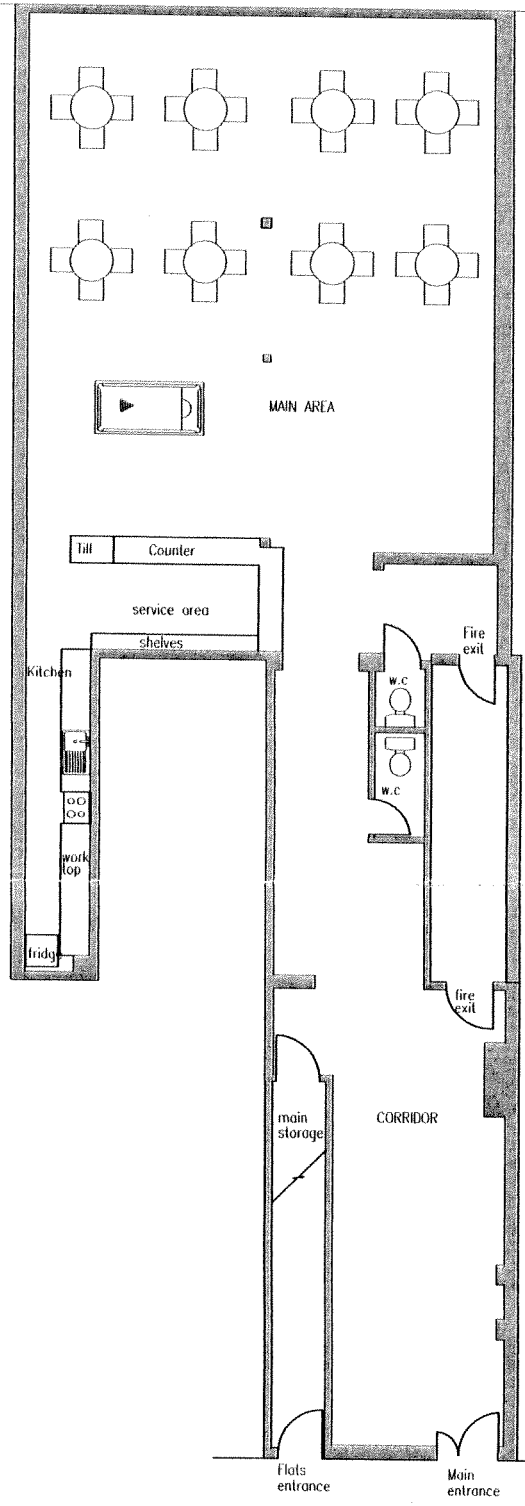 MAIN AREA
Till
Counter
service area
shelves
Kitchen
Fire
exit
w.c
w.c
work
top
fridge
fire
exit
main
storage
CORRIDOR
Flats
entrance
Main
entrance